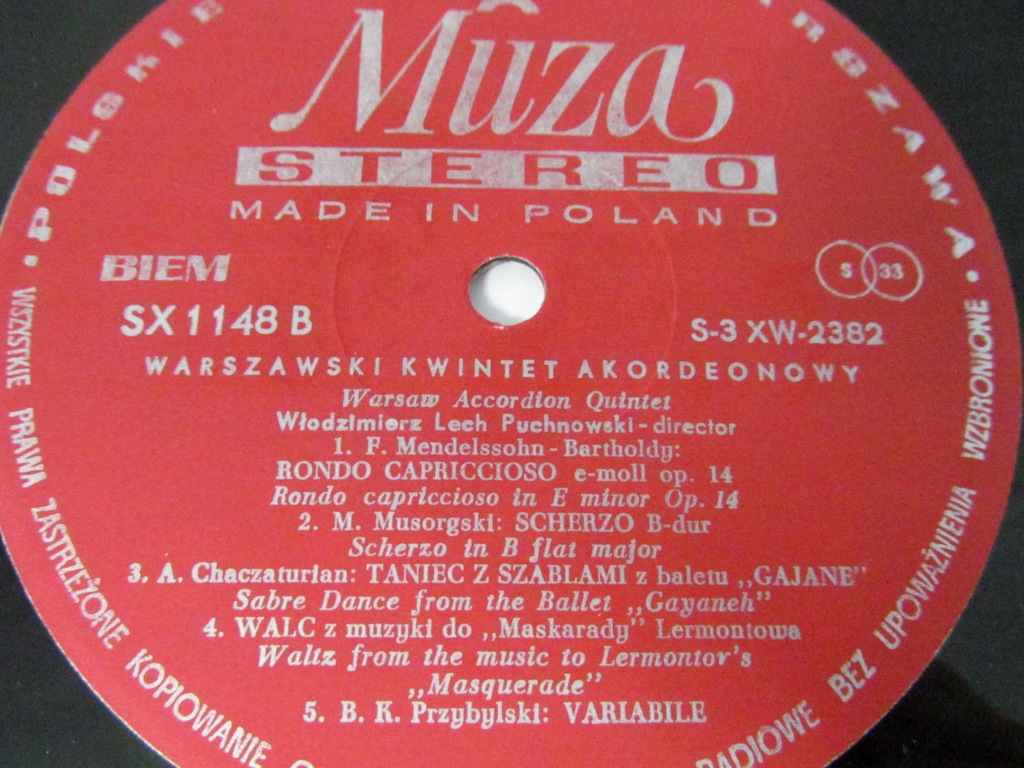 Muza
STEREO
MADE IN POLAND
BIEM
S 33
SX 1148 B
S-3 XW-2382
WARSZAWSKI KWINTET AKORDEONOWY
Warsaw Accordion Quintet
Włodzimierz Lech Puchnowski - director
1. F. Mendelssohn - Bartholdy:
RONDO CAPRICCIOSO e-moll op. 14
Rondo capriccioso in E minor Op. 14
2. M. Musorgski: SCHERZO B-dur
Scherzo in B flat major
3. A. Chaczaturian: TANIEC Z SZABLAMI z baletu „GAJANE”
Sabre Dance from the Ballet „Gayaneh”
4. WALC z muzyki do „Maskarady” Lermontowa
Waltz from the music to Lermontor's
„Masquerade”
5. B. K. Przybylski: VARIABILE
• POLSKIE
ARSZAWA •
WSZYSTKIE PRAWA ZASTRZEŻONE KOPIOWANIE
RADIOWE BEZ UPOWAŻNIENIA WZBRONIONE